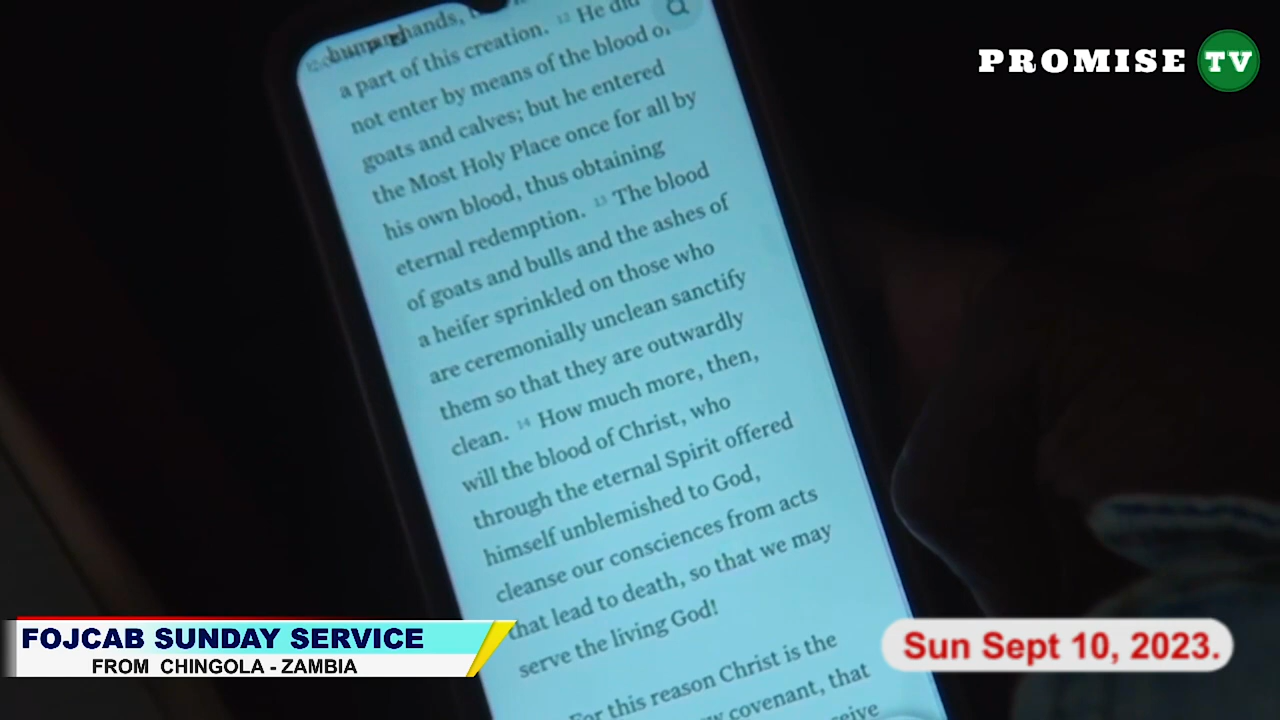 human hands,
a part of this creation. 12 He did
not enter by means of the blood of
goats and calves; but he entered
the Most Holy Place once for all by
his own blood, thus obtaining
eternal redemption. 13 The blood
of goats and bulls and the ashes of
a heifer sprinkled on those who
are ceremonially unclean sanctify
them so that they are outwardly
clean. 14 How much more, then,
will the blood of Christ, who
through the eternal Spirit offered
himself unblemished to God,
cleanse our consciences from acts
that lead to death, so that we may
serve the living God!
For this reason Christ is the
covenant, that
PROMISE TV
FOJCAB SUNDAY SERVICE
FROM CHINGOLA - ZAMBIA
Sun Sept 10, 2023.